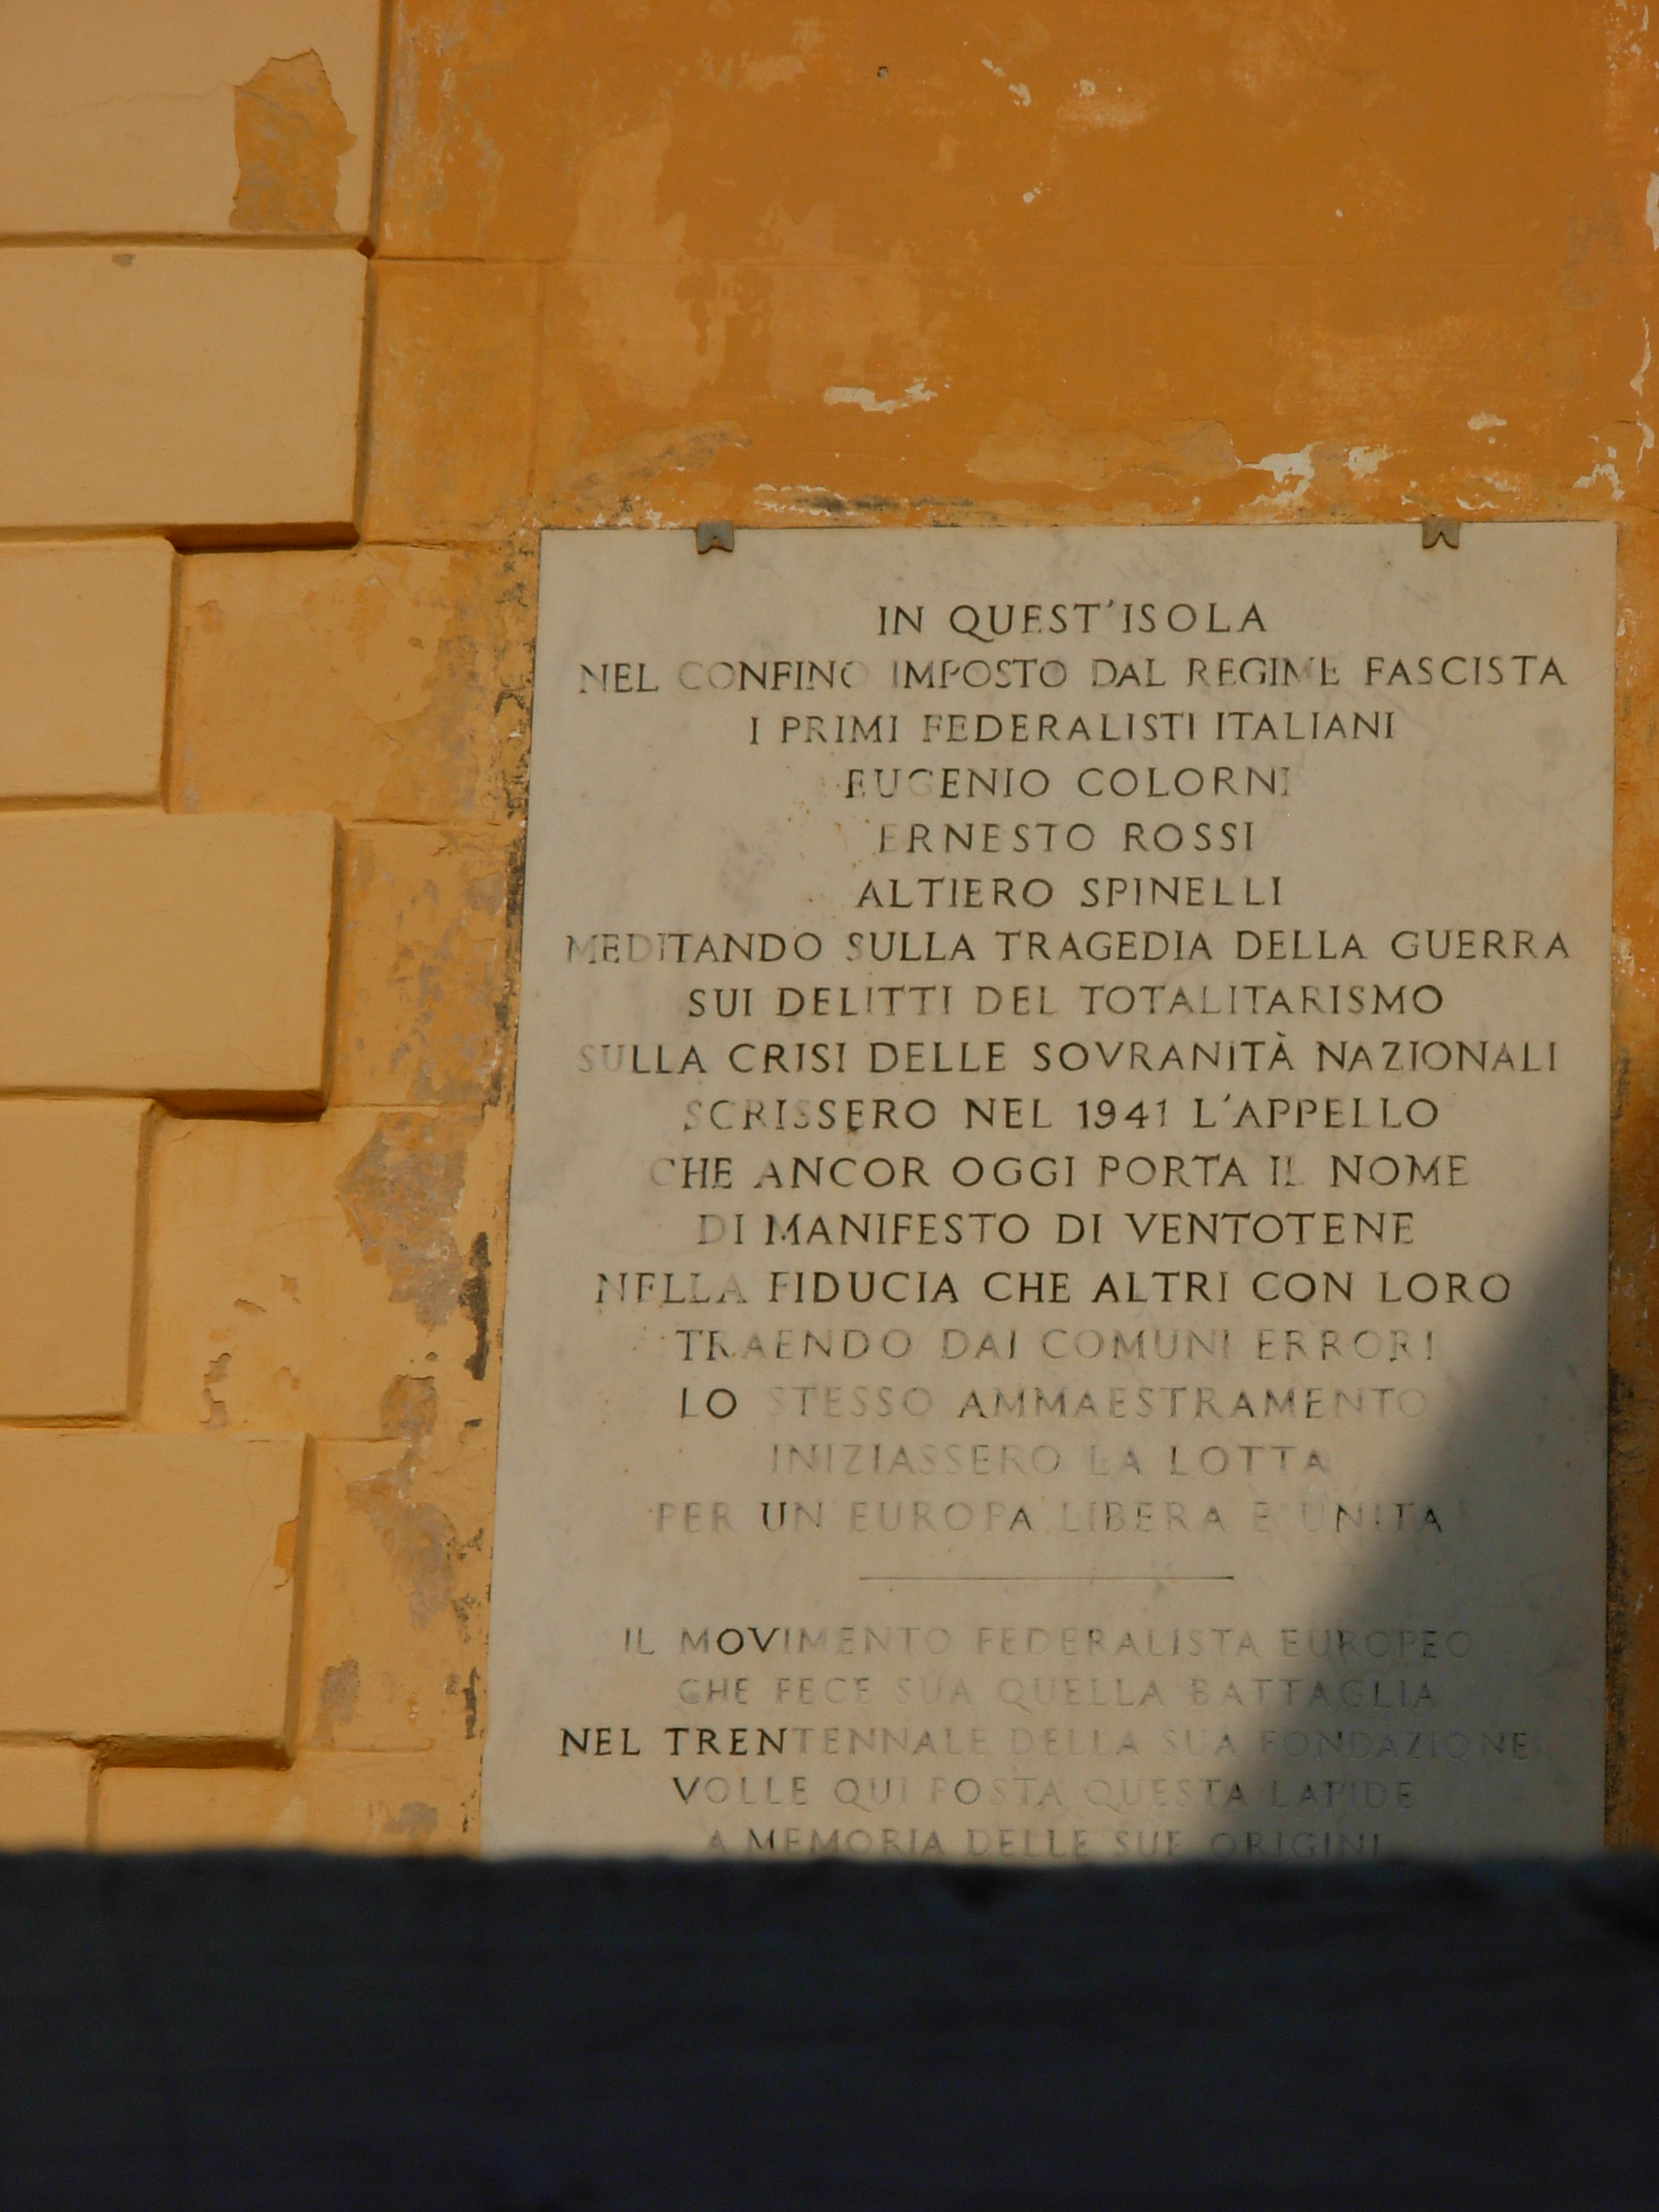 IN QUEST'ISOLA
NEL CONFINO IMPOSTO DAL REGIME FASCISTA
I PRIMI FEDERALISTI ITALIANI
EUGENIO COLORNI
ERNESTO ROSSI
ALTIERO SPINELLI
MEDITANDO SULLA TRAGEDIA DELLA GUERRA
SUI DELITTI DEL TOTALITARISMO
SULLA CRISI DELLE SOVRANITÀ NAZIONALI
SCRISSERO NEL 1941 L'APPELLO
CHE ANCOR OGGI PORTA IL NOME
DI MANIFESTO DI VENTOTENE
NELLA FIDUCIA CHE ALTRI CON LORO
TRAENDO DAI COMUNI ERRORI
LO STESSO AMMAESTRAMENTO
INIZIASSERO LA LOTTA
PER UN EUROPA LIBERA E UNITA
IL MOVIMENTO FEDERALISTA EUROPEO
CHE FECE SUA QUELLA BATTAGLIA
NEL TRENTENNALE DELLA SUA FONDAZIONE
VOLLE QUI POSTA QUESTA LAPIDE
A MEMORIA DELLE SUE ORIGINI